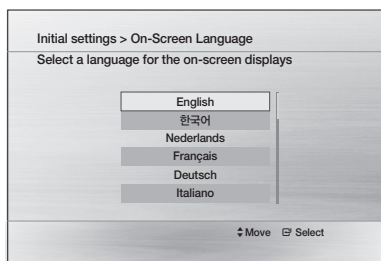 Initial settings > On-Screen Language
Select a language for the on-screen displays
English
한국어
Nederlands
Français
Deutsch
Italiano
Move Select